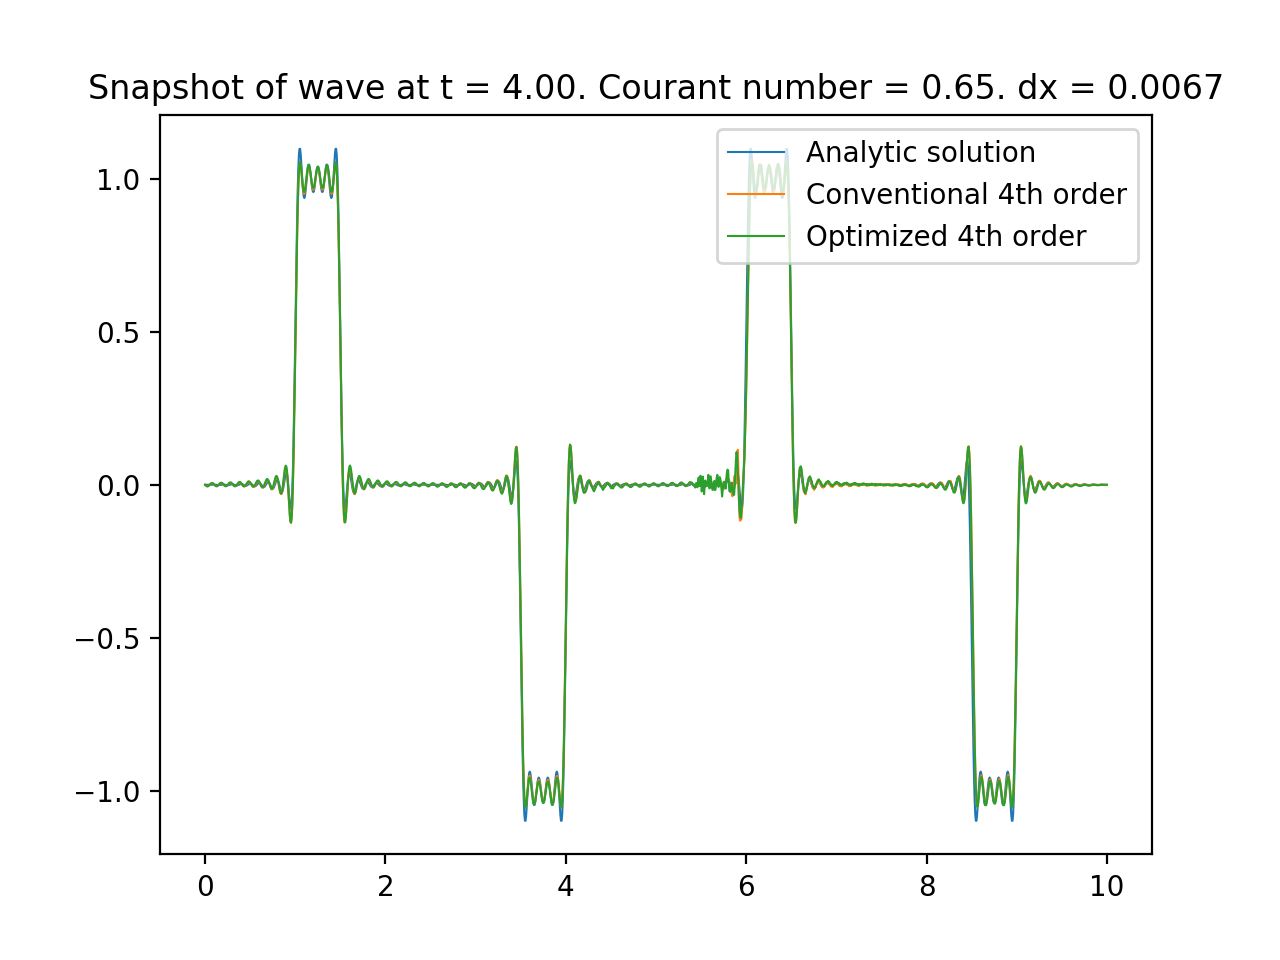 Snapshot of wave at t = 4.00. Courant number = 0.65. dx = 0.0067
Analytic solution
Conventional 4th order
Optimized 4th order
1.0
0.5
0.0
−0.5
−1.0
0 2 4 6 8 10